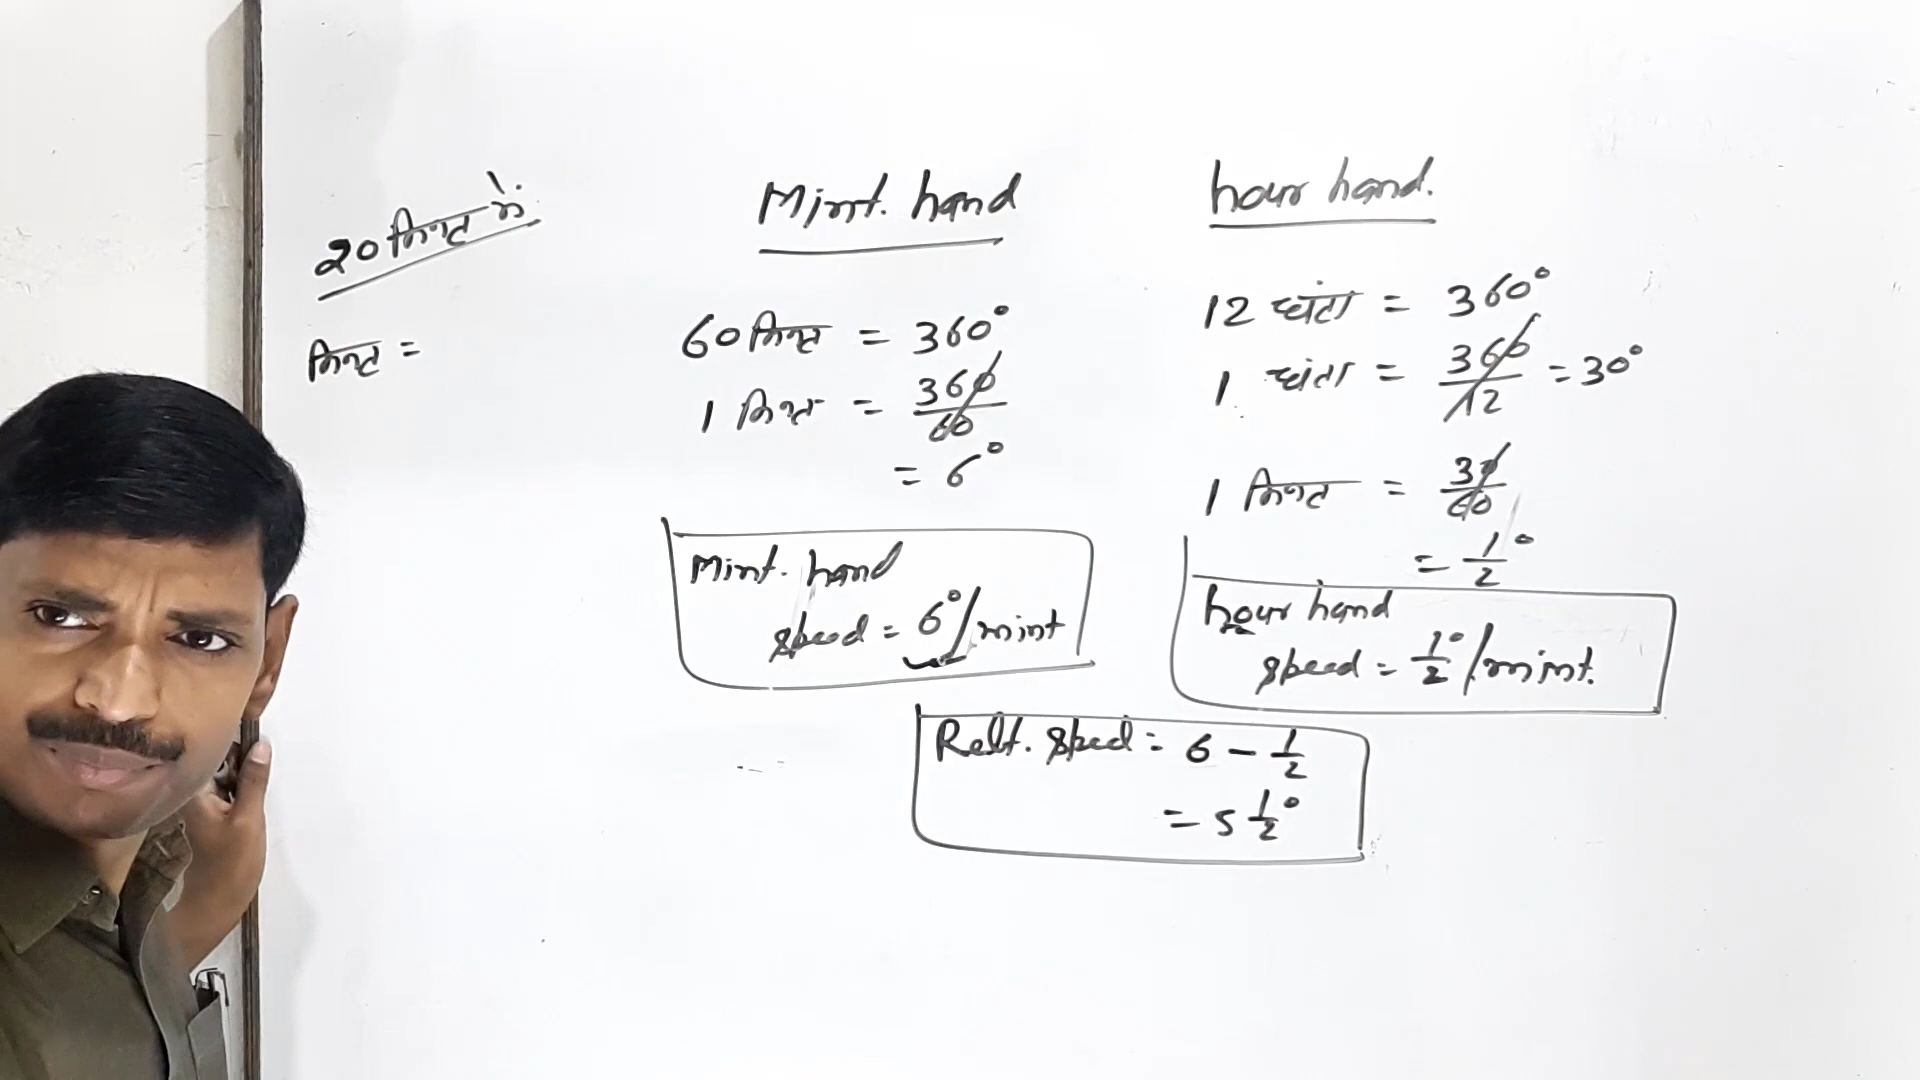 20 मिनट में
मिनट =
Mint. hand
60 मिनट = 360°
1 मिनट = 360/60
= 6°
Mint. hand
speed = 6°/mint
hour hand.
12 घंटा = 360°
1 घंटा = 360/12 = 30°
1 मिनट = 30/60
= 1/2°
hour hand
speed = 1/2°/mint.
Relt. speed = 6 - 1/2
= 5 1/2°